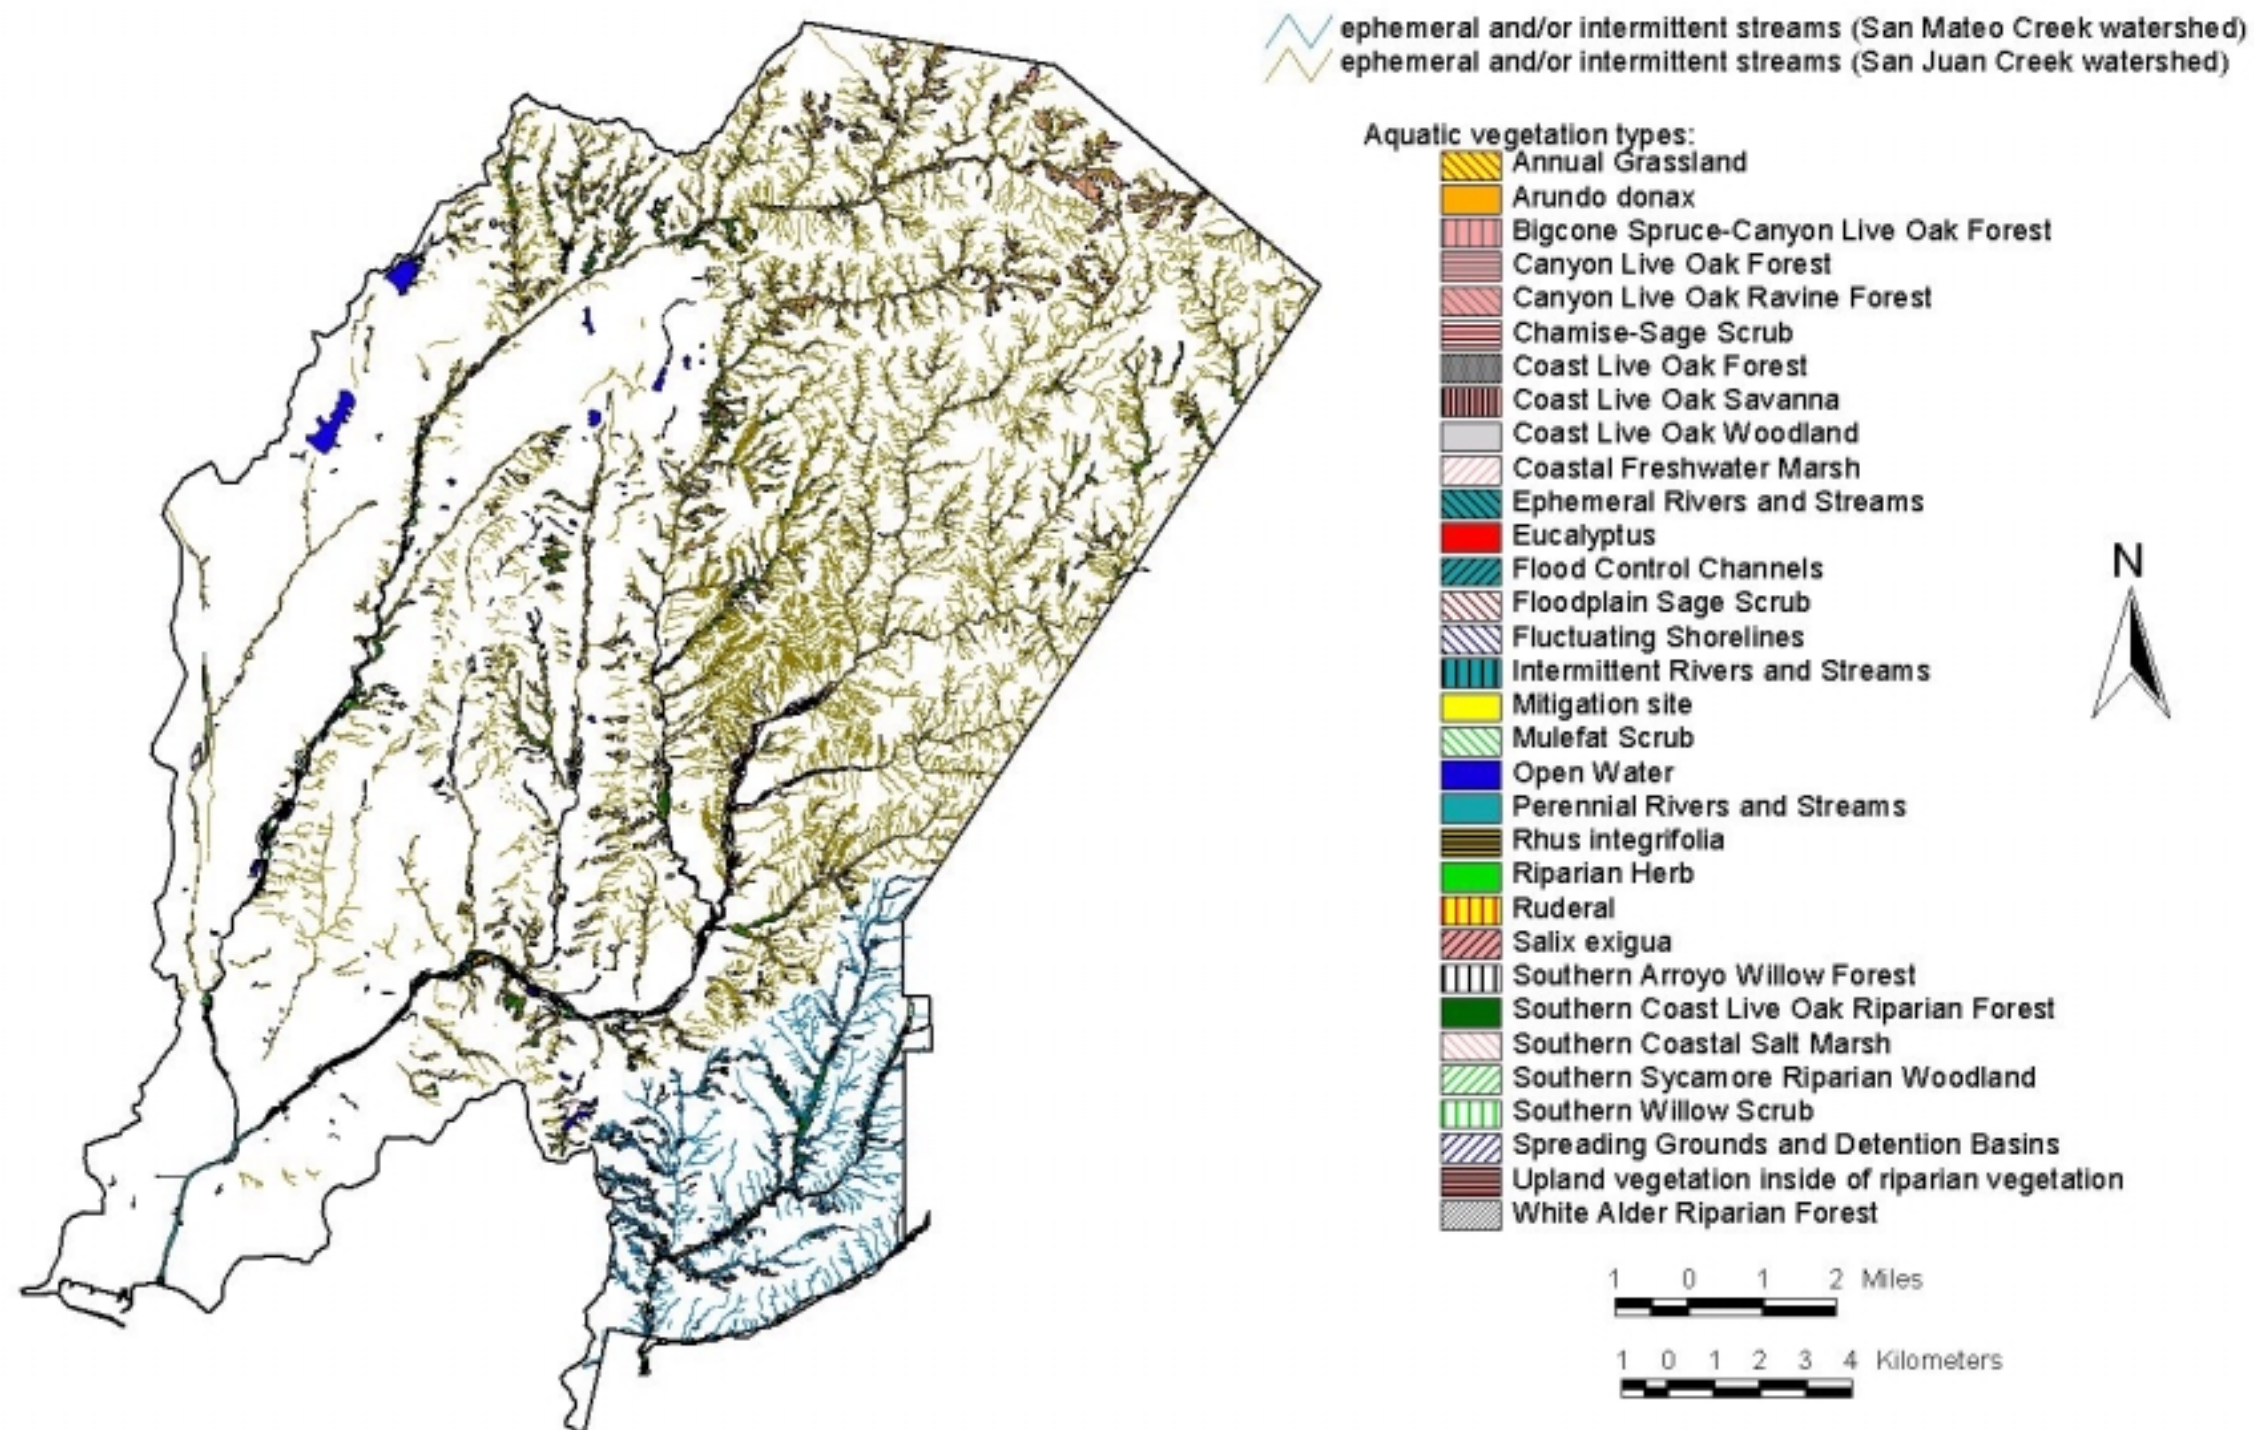 ephemeral and/or intermittent streams (San Mateo Creek watershed)
ephemeral and/or intermittent streams (San Juan Creek watershed)
Aquatic vegetation types:
Annual Grassland
Arundo donax
Bigcone Spruce-Canyon Live Oak Forest
Canyon Live Oak Forest
Canyon Live Oak Ravine Forest
Chamise-Sage Scrub
Coast Live Oak Forest
Coast Live Oak Savanna
Coast Live Oak Woodland
Coastal Freshwater Marsh
Ephemeral Rivers and Streams
Eucalyptus
Flood Control Channels
Floodplain Sage Scrub
Fluctuating Shorelines
Intermittent Rivers and Streams
Mitigation site
Mulefat Scrub
Open Water
Perennial Rivers and Streams
Rhus integrifolia
Riparian Herb
Ruderal
Salix exigua
Southern Arroyo Willow Forest
Southern Coast Live Oak Riparian Forest
Southern Coastal Salt Marsh
Southern Sycamore Riparian Woodland
Southern Willow Scrub
Spreading Grounds and Detention Basins
Upland vegetation inside of riparian vegetation
White Alder Riparian Forest
N
1 0 1 2 Miles
1 0 1 2 3 4 Kilometers